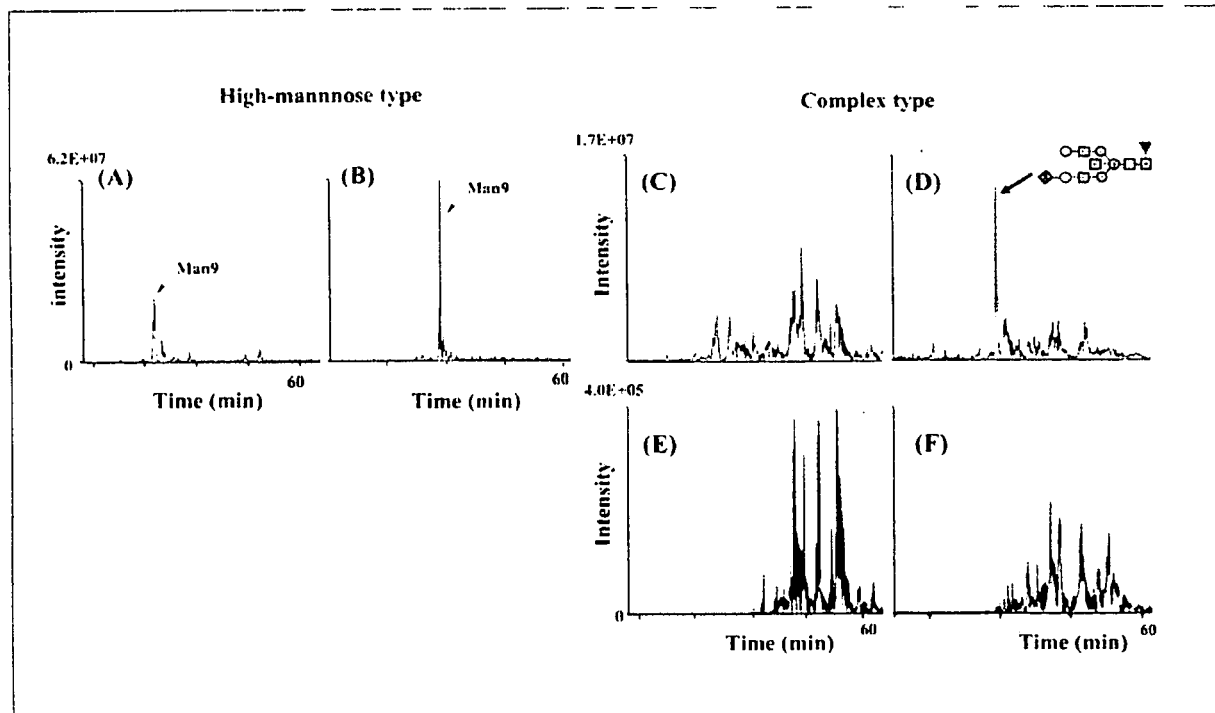 High-mannnose type
Complex type
6.2E+07
(A)
Man9
intensity
0
60
Time (min)
(B)
Man9
60
Time (min)
1.7E+07
(C)
Intensity
0
(D)
4.0E+05
(E)
Intensity
0
60
Time (min)
(F)
60
Time (min)